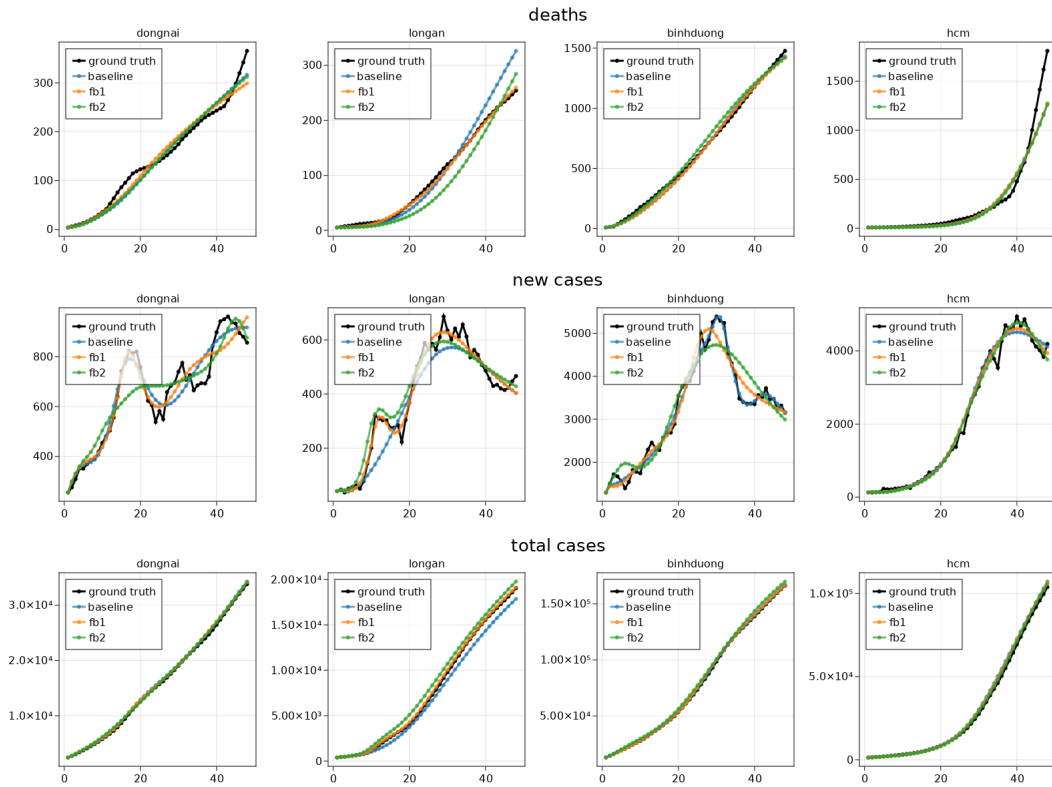 deaths
dongnai
longan
binhduong
hcm
300
200
100
0
ground truth
baseline
fb1
fb2
0
20
40
300
200
100
0
ground truth
baseline
fb1
fb2
0
20
40
1500
1000
500
0
ground truth
baseline
fb1
fb2
0
20
40
1500
1000
500
0
ground truth
baseline
fb1
fb2
0
20
40
new cases
dongnai
longan
binhduong
hcm
800
600
400
ground truth
baseline
fb1
fb2
0
20
40
600
400
200
ground truth
baseline
fb1
fb2
0
20
40
5000
4000
3000
2000
ground truth
baseline
fb1
fb2
0
20
40
4000
2000
0
ground truth
baseline
fb1
fb2
0
20
40
total cases
dongnai
longan
binhduong
hcm
3.0×10⁴
2.0×10⁴
1.0×10⁴
ground truth
baseline
fb1
fb2
0
20
40
2.00×10⁴
1.50×10⁴
1.00×10⁴
5.00×10³
0
ground truth
baseline
fb1
fb2
0
20
40
1.50×10⁵
1.00×10⁵
5.00×10⁴
ground truth
baseline
fb1
fb2
0
20
40
1.0×10⁵
5.0×10⁴
0
ground truth
baseline
fb1
fb2
0
20
40